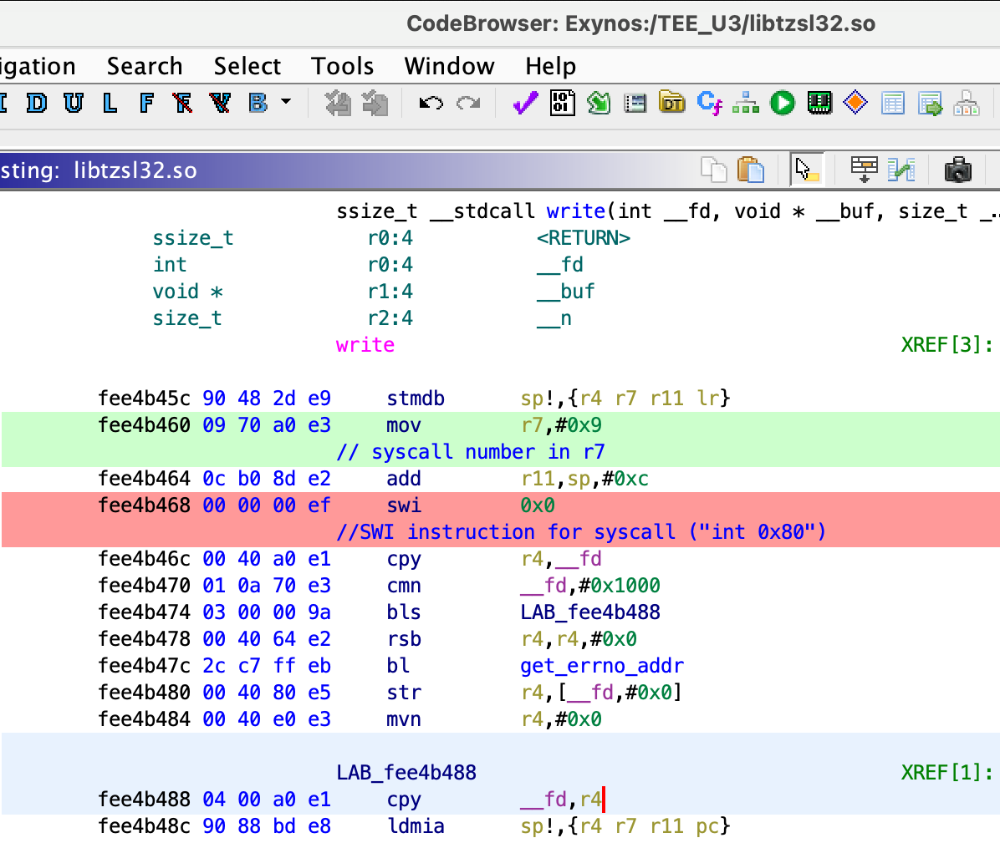 CodeBrowser: Exynos:/TEE_U3/libtzsl32.so
igation Search Select Tools Window Help
I D U L F F V B
sting: libtzsl32.so
ssize_t __stdcall write(int __fd, void * __buf, size_t _…
ssize_t r0:4 <RETURN>
int r0:4 __fd
void * r1:4 __buf
size_t r2:4 __n
write XREF[3]:
fee4b45c 90 48 2d e9 stmdb sp!,{r4 r7 r11 lr}
fee4b460 09 70 a0 e3 mov r7,#0x9
// syscall number in r7
fee4b464 0c b0 8d e2 add r11,sp,#0xc
fee4b468 00 00 00 ef swi 0x0
//SWI instruction for syscall ("int 0x80")
fee4b46c 00 40 a0 e1 cpy r4,__fd
fee4b470 01 0a 70 e3 cmn __fd,#0x1000
fee4b474 03 00 00 9a bls LAB_fee4b488
fee4b478 00 40 64 e2 rsb r4,r4,#0x0
fee4b47c 2c c7 ff eb bl get_errno_addr
fee4b480 00 40 80 e5 str r4,[__fd,#0x0]
fee4b484 00 40 e0 e3 mvn r4,#0x0
LAB_fee4b488 XREF[1]:
fee4b488 04 00 a0 e1 cpy __fd,r4
fee4b48c 90 88 bd e8 ldmia sp!,{r4 r7 r11 pc}